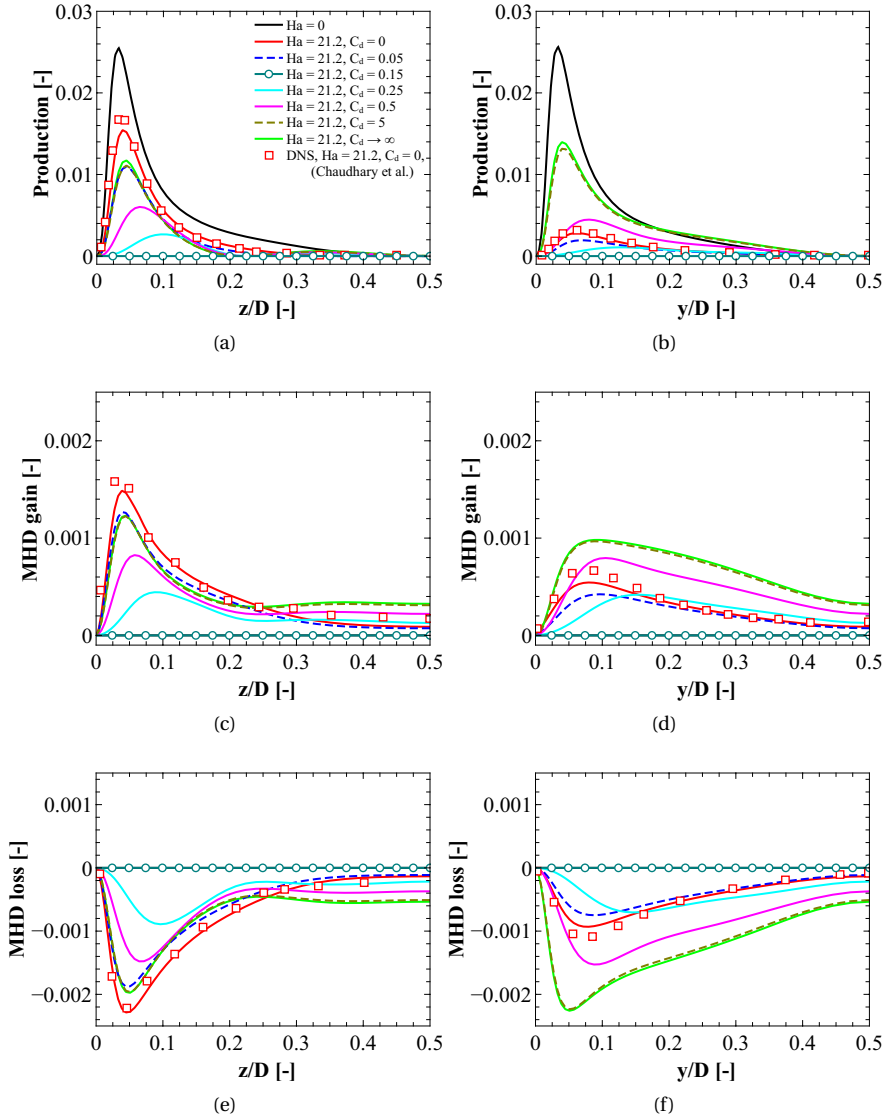 0.03
0.02
0.01
0
Production [-]
Ha = 0
Ha = 21.2, C_d = 0
Ha = 21.2, C_d = 0.05
Ha = 21.2, C_d = 0.15
Ha = 21.2, C_d = 0.25
Ha = 21.2, C_d = 0.5
Ha = 21.2, C_d = 5
Ha = 21.2, C_d → ∞
DNS, Ha = 21.2, C_d = 0,
(Chaudhary et al.)
0 0.1 0.2 0.3 0.4 0.5
z/D [-]
(a)
0.03
0.02
0.01
0
Production [-]
0 0.1 0.2 0.3 0.4 0.5
y/D [-]
(b)
0.002
0.001
0
MHD gain [-]
0 0.1 0.2 0.3 0.4 0.5
z/D [-]
(c)
0.002
0.001
0
MHD gain [-]
0 0.1 0.2 0.3 0.4 0.5
y/D [-]
(d)
0.001
0
−0.001
−0.002
MHD loss [-]
0 0.1 0.2 0.3 0.4 0.5
z/D [-]
(e)
0.001
0
−0.001
−0.002
MHD loss [-]
0 0.1 0.2 0.3 0.4 0.5
y/D [-]
(f)